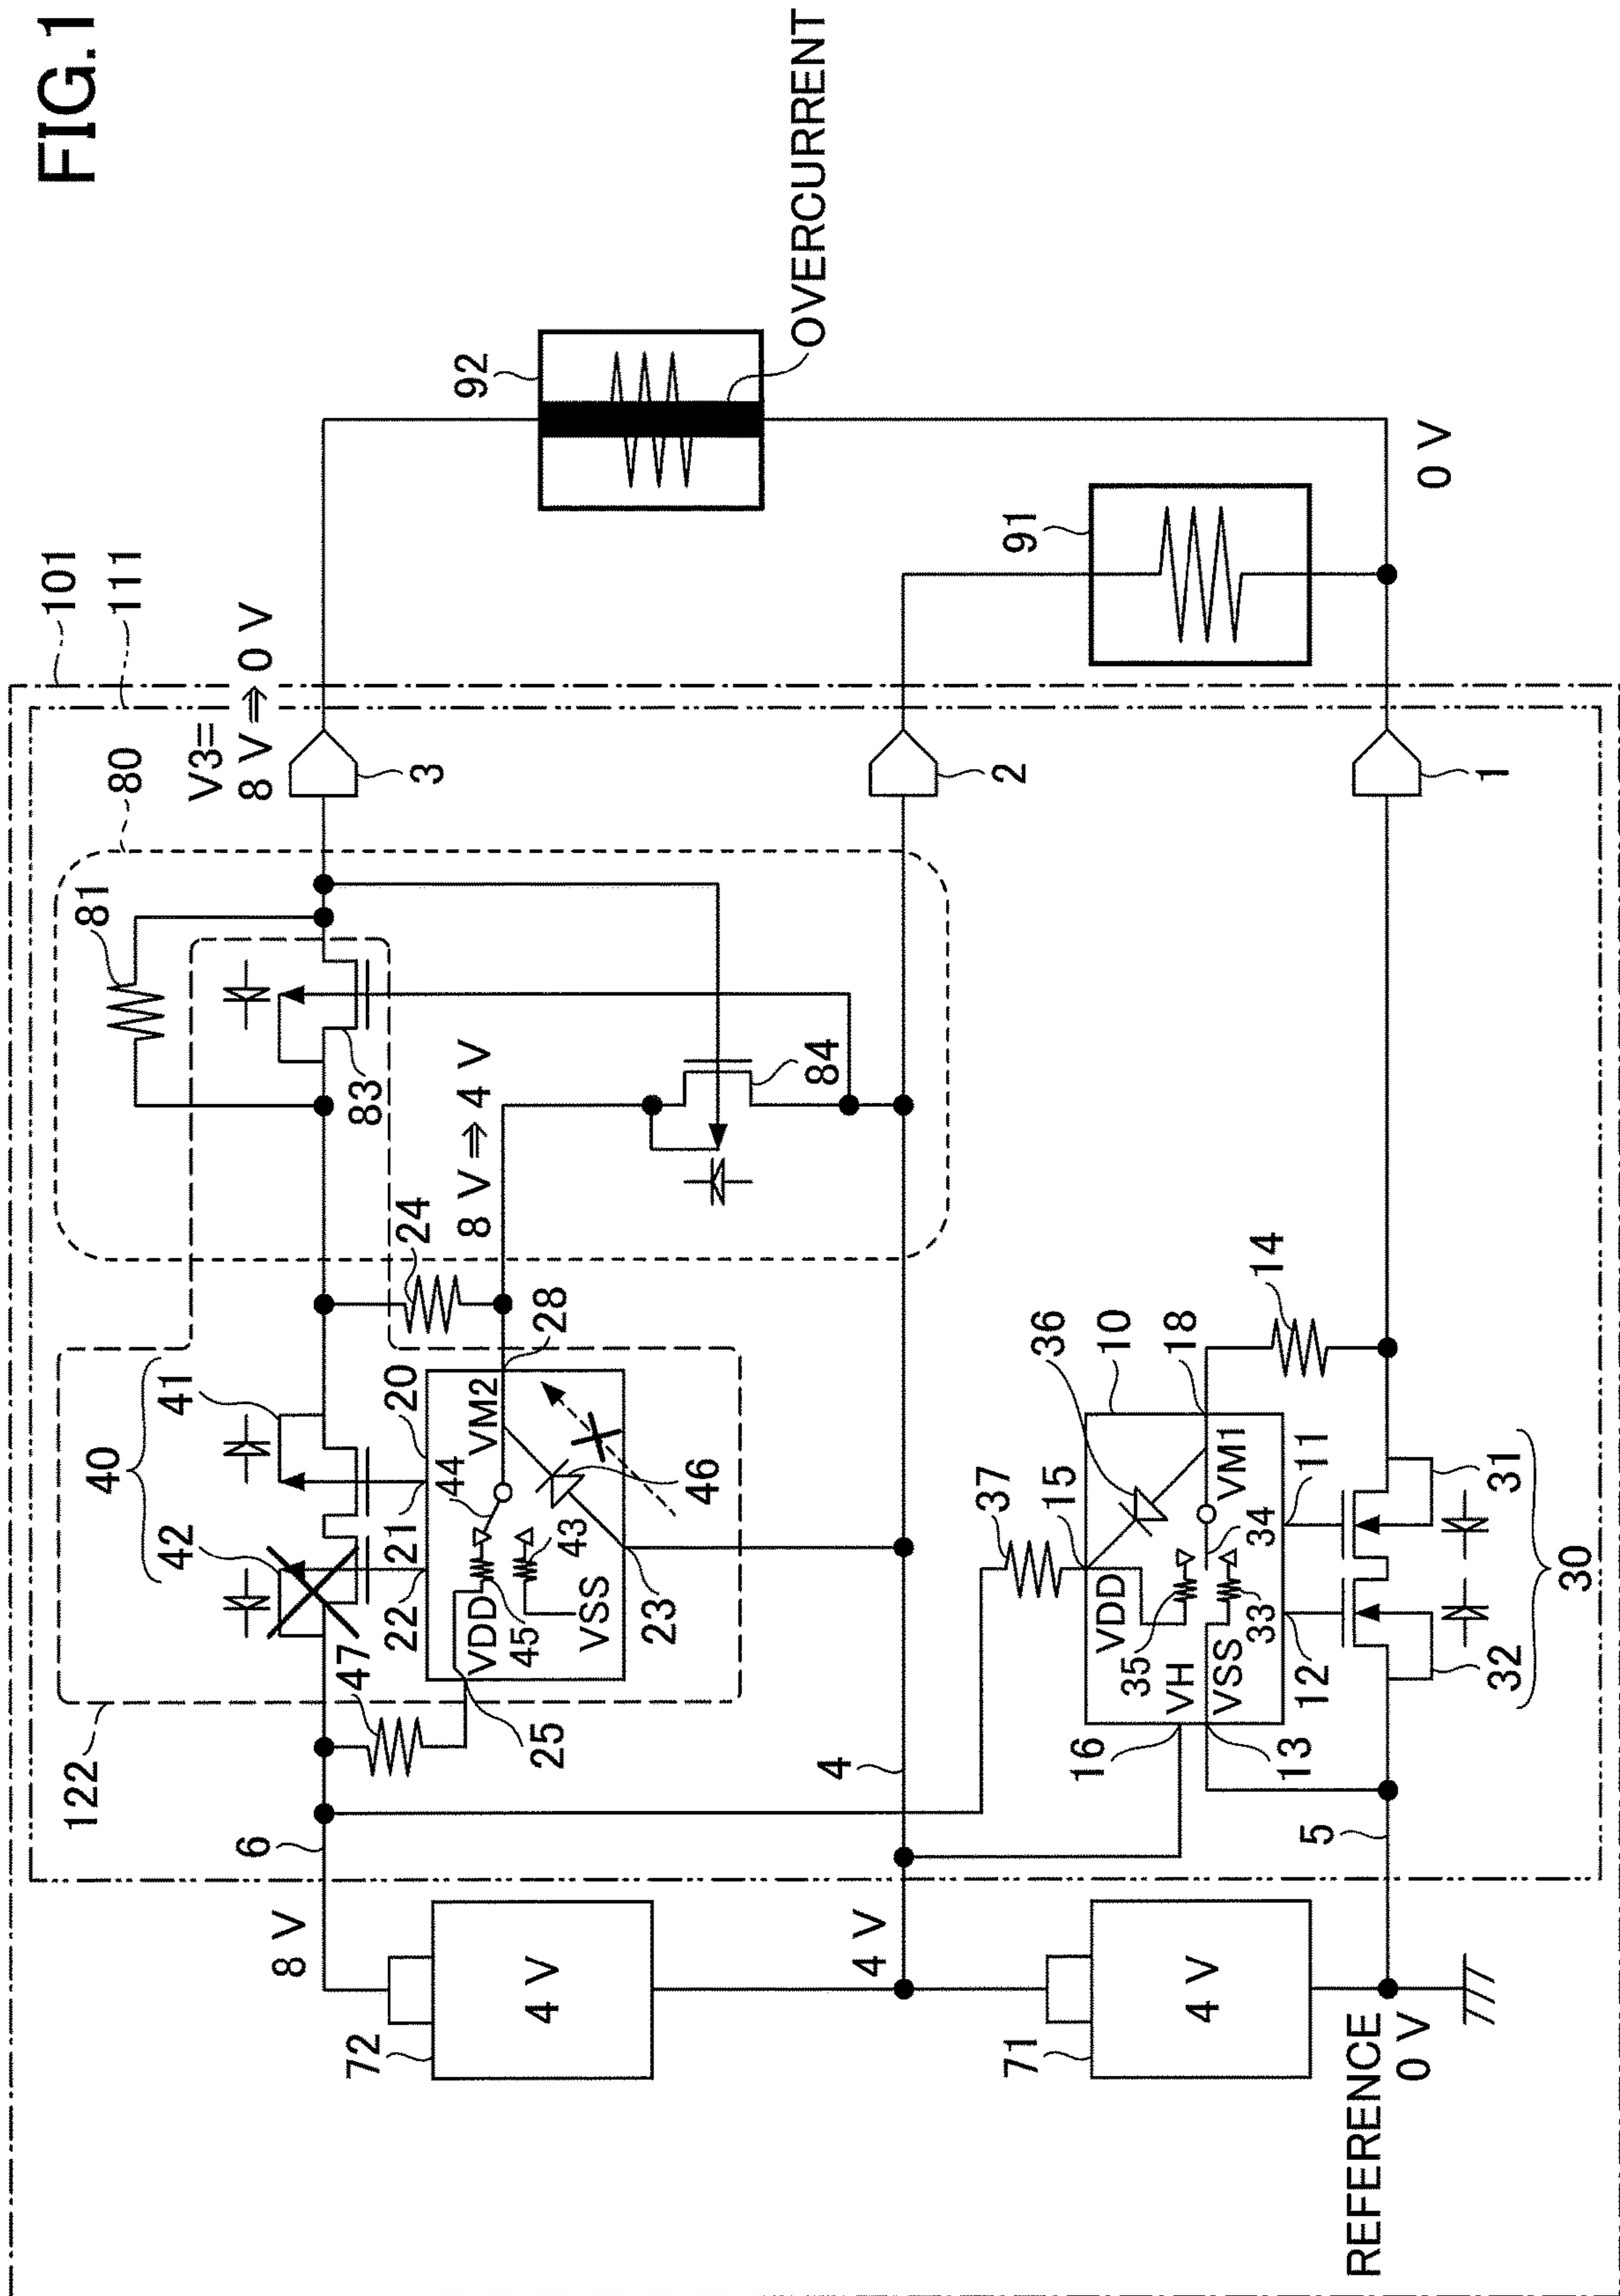 FIG.1
101
111
V3=
8 V ⇒ 0 V
80
81
83
3
92
OVERCURRENT
40
41
42
21
22
24
20
28
8 V ⇒ 4 V
84
122
47
25
VDD
44
VM2
45
43
VSS
46
23
6
8 V
72
4 V
4
4 V
2
91
37
15
36
10
18
14
VDD
VM1
35
34
33
VH
VSS
16
13
12
11
32
31
30
71
4 V
5
1
0 V
REFERENCE
0 V